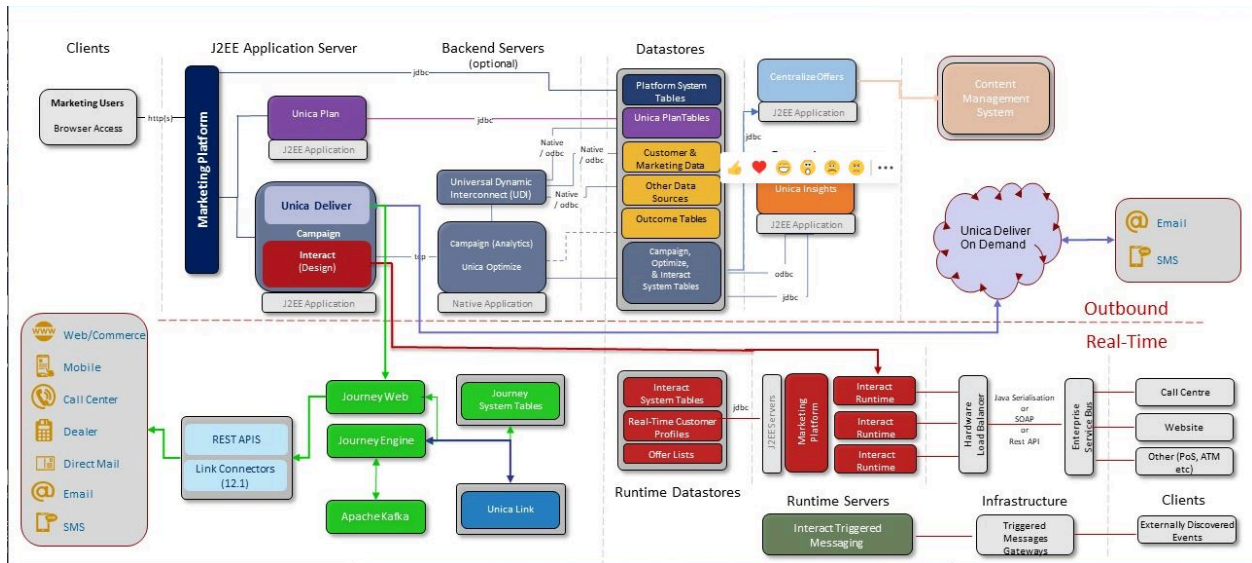 Clients
J2EE Application Server
Backend Servers
(optional)
Datastores
Marketing Users
Browser Access
http(s)
Marketing Platform
jdbc
Unica Plan
J2EE Application
jdbc
Unica Deliver
Campaign
Interact
(Design)
J2EE Application
tcp
Universal Dynamic
Interconnect (UDI)
Native
/ odbc
Native
/ odbc
Native
/ odbc
Campaign (Analytics)
Unica Optimize
Native Application
Platform System
Tables
Unica PlanTables
Customer &
Marketing Data
Other Data
Sources
Outcome Tables
Campaign,
Optimize,
& Interact
System Tables
Centralize Offers
J2EE Application
jdbc
Unica Insights
J2EE Application
odbc
jdbc
Content
Management
System
Unica Deliver
On Demand
Email
SMS
Outbound
Real-Time
www
Web/Commerce
Mobile
Call Center
Dealer
Direct Mail
Email
SMS
REST APIS
Link Connectors
(12.1)
Journey Web
Journey Engine
Apache Kafka
Journey
System Tables
Unica Link
Interact
System Tables
Real-Time Customer
Profiles
Offer Lists
Runtime Datastores
jdbc
J2EE Servers
Marketing
Platform
Interact
Runtime
Interact
Runtime
Interact
Runtime
Runtime Servers
Interact Triggered
Messaging
Hardware
Load Balancer
Java Serialisation
or
SOAP
or
Rest API
Enterprise
Service Bus
Infrastructure
Triggered
Messages
Gateways
Call Centre
Website
Other (PoS, ATM
etc)
Clients
Externally Discovered
Events